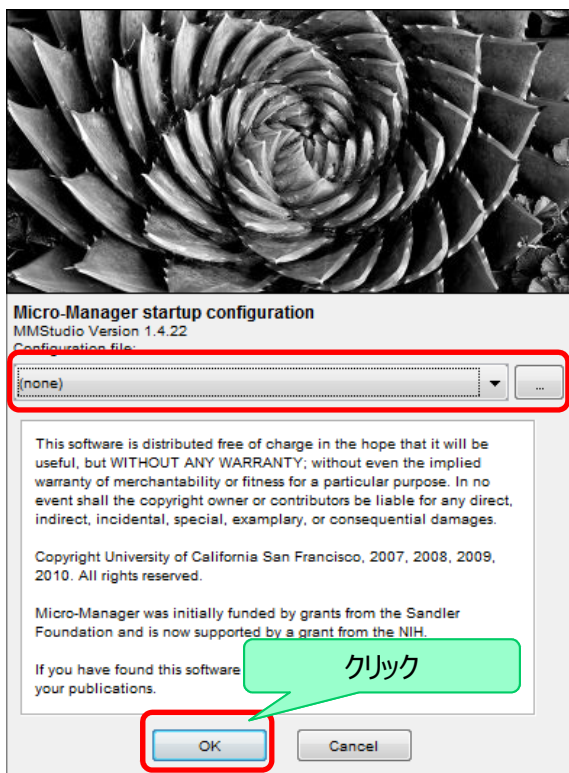 Micro-Manager startup configuration
MMStudio Version 1.4.22
Configuration file:
(none)
...
This software is distributed free of charge in the hope that it will be
useful, but WITHOUT ANY WARRANTY; without even the implied
warranty of merchantability or fitness for a particular purpose. In no
event shall the copyright owner or contributors be liable for any direct,
indirect, incidental, special, examplary, or consequential damages.
Copyright University of California San Francisco, 2007, 2008, 2009,
2010. All rights reserved.
Micro-Manager was initially funded by grants from the Sandler
Foundation and is now supported by a grant from the NIH.
If you have found this software
クリック
your publications.
OK
Cancel